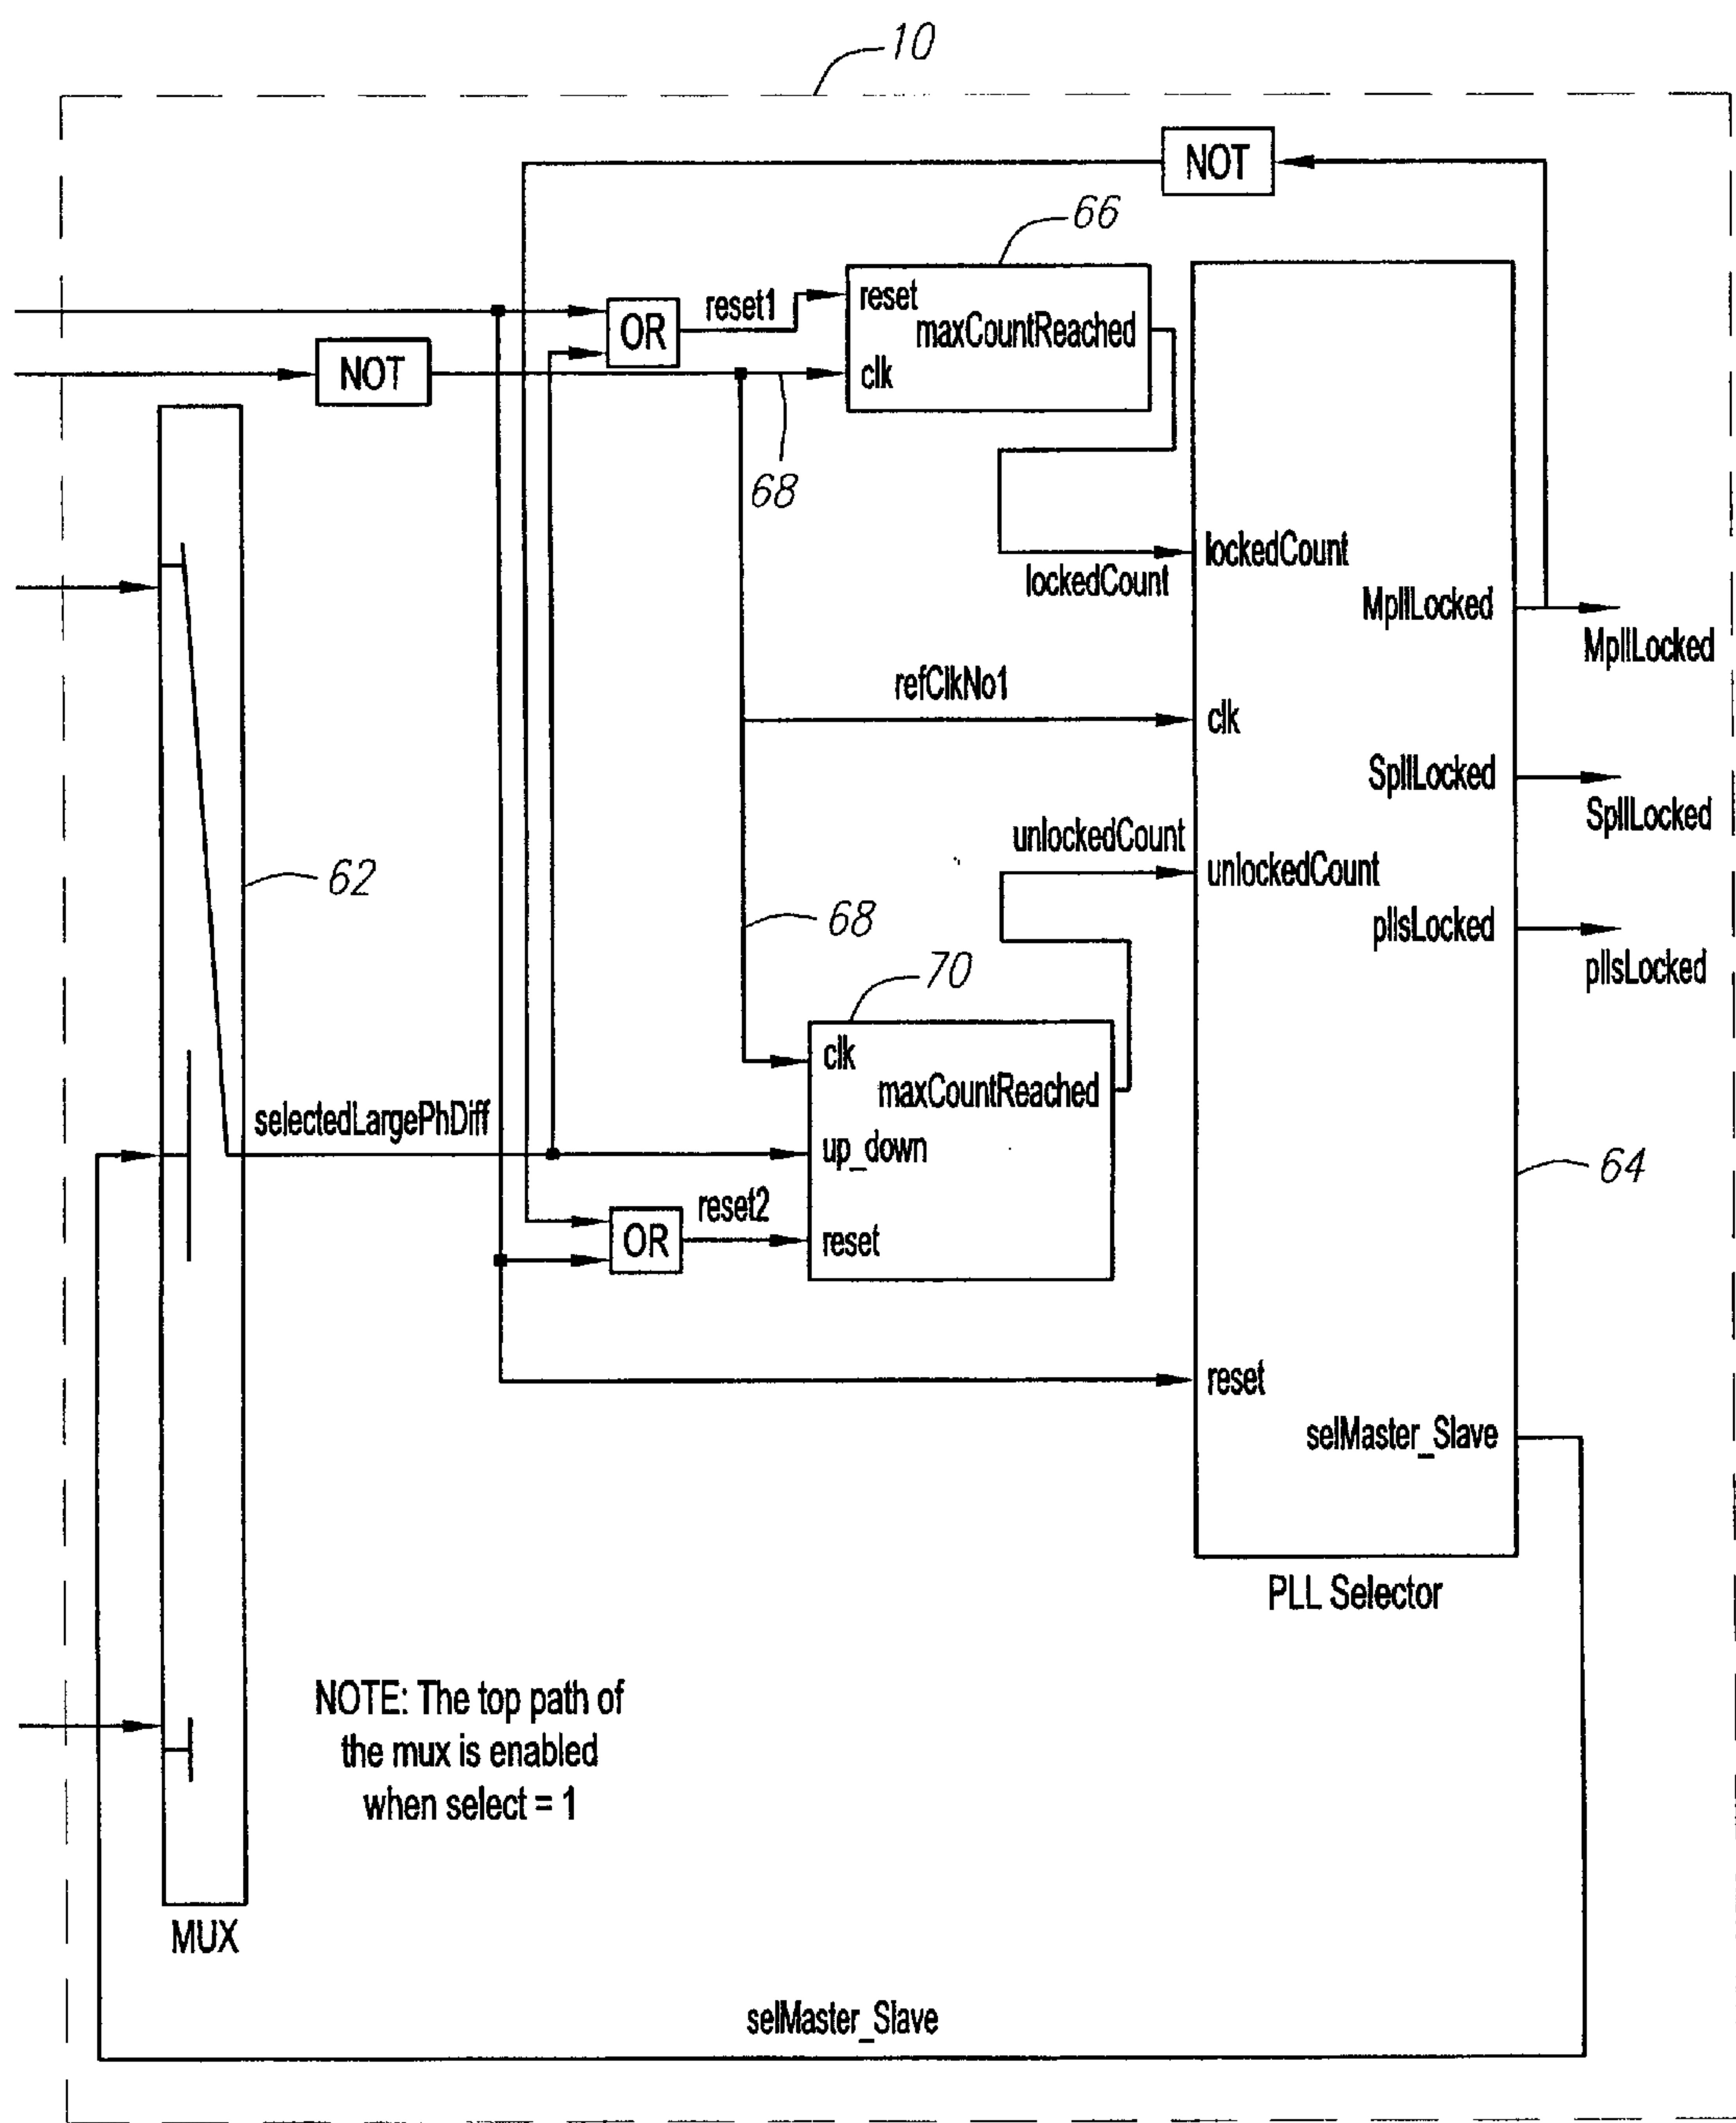 10
NOT
66
reset
maxCountReached
clk
OR
reset1
NOT
68
lockedCount
lockedCount
MpllLocked
MpllLocked
refClkNo1
clk
SpllLocked
SpllLocked
unlockedCount
unlockedCount
62
68
pllsLocked
pllsLocked
70
clk
maxCountReached
selectedLargePhDiff
up_down
64
reset2
OR
reset
reset
selMaster_Slave
PLL Selector
NOTE: The top path of
the mux is enabled
when select = 1
MUX
selMaster_Slave